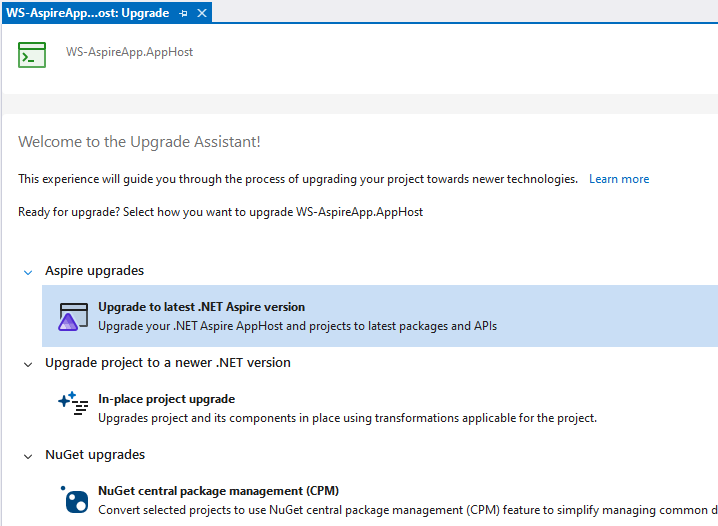 WS-AspireApp...ost: Upgrade
WS-AspireApp.AppHost
Welcome to the Upgrade Assistant!
This experience will guide you through the process of upgrading your project towards newer technologies. Learn more
Ready for upgrade? Select how you want to upgrade WS-AspireApp.AppHost
Aspire upgrades
Upgrade to latest .NET Aspire version
Upgrade your .NET Aspire AppHost and projects to latest packages and APIs
Upgrade project to a newer .NET version
In-place project upgrade
Upgrades project and its components in place using transformations applicable for the project.
NuGet upgrades
NuGet central package management (CPM)
Convert selected projects to use NuGet central package management (CPM) feature to simplify managing common d